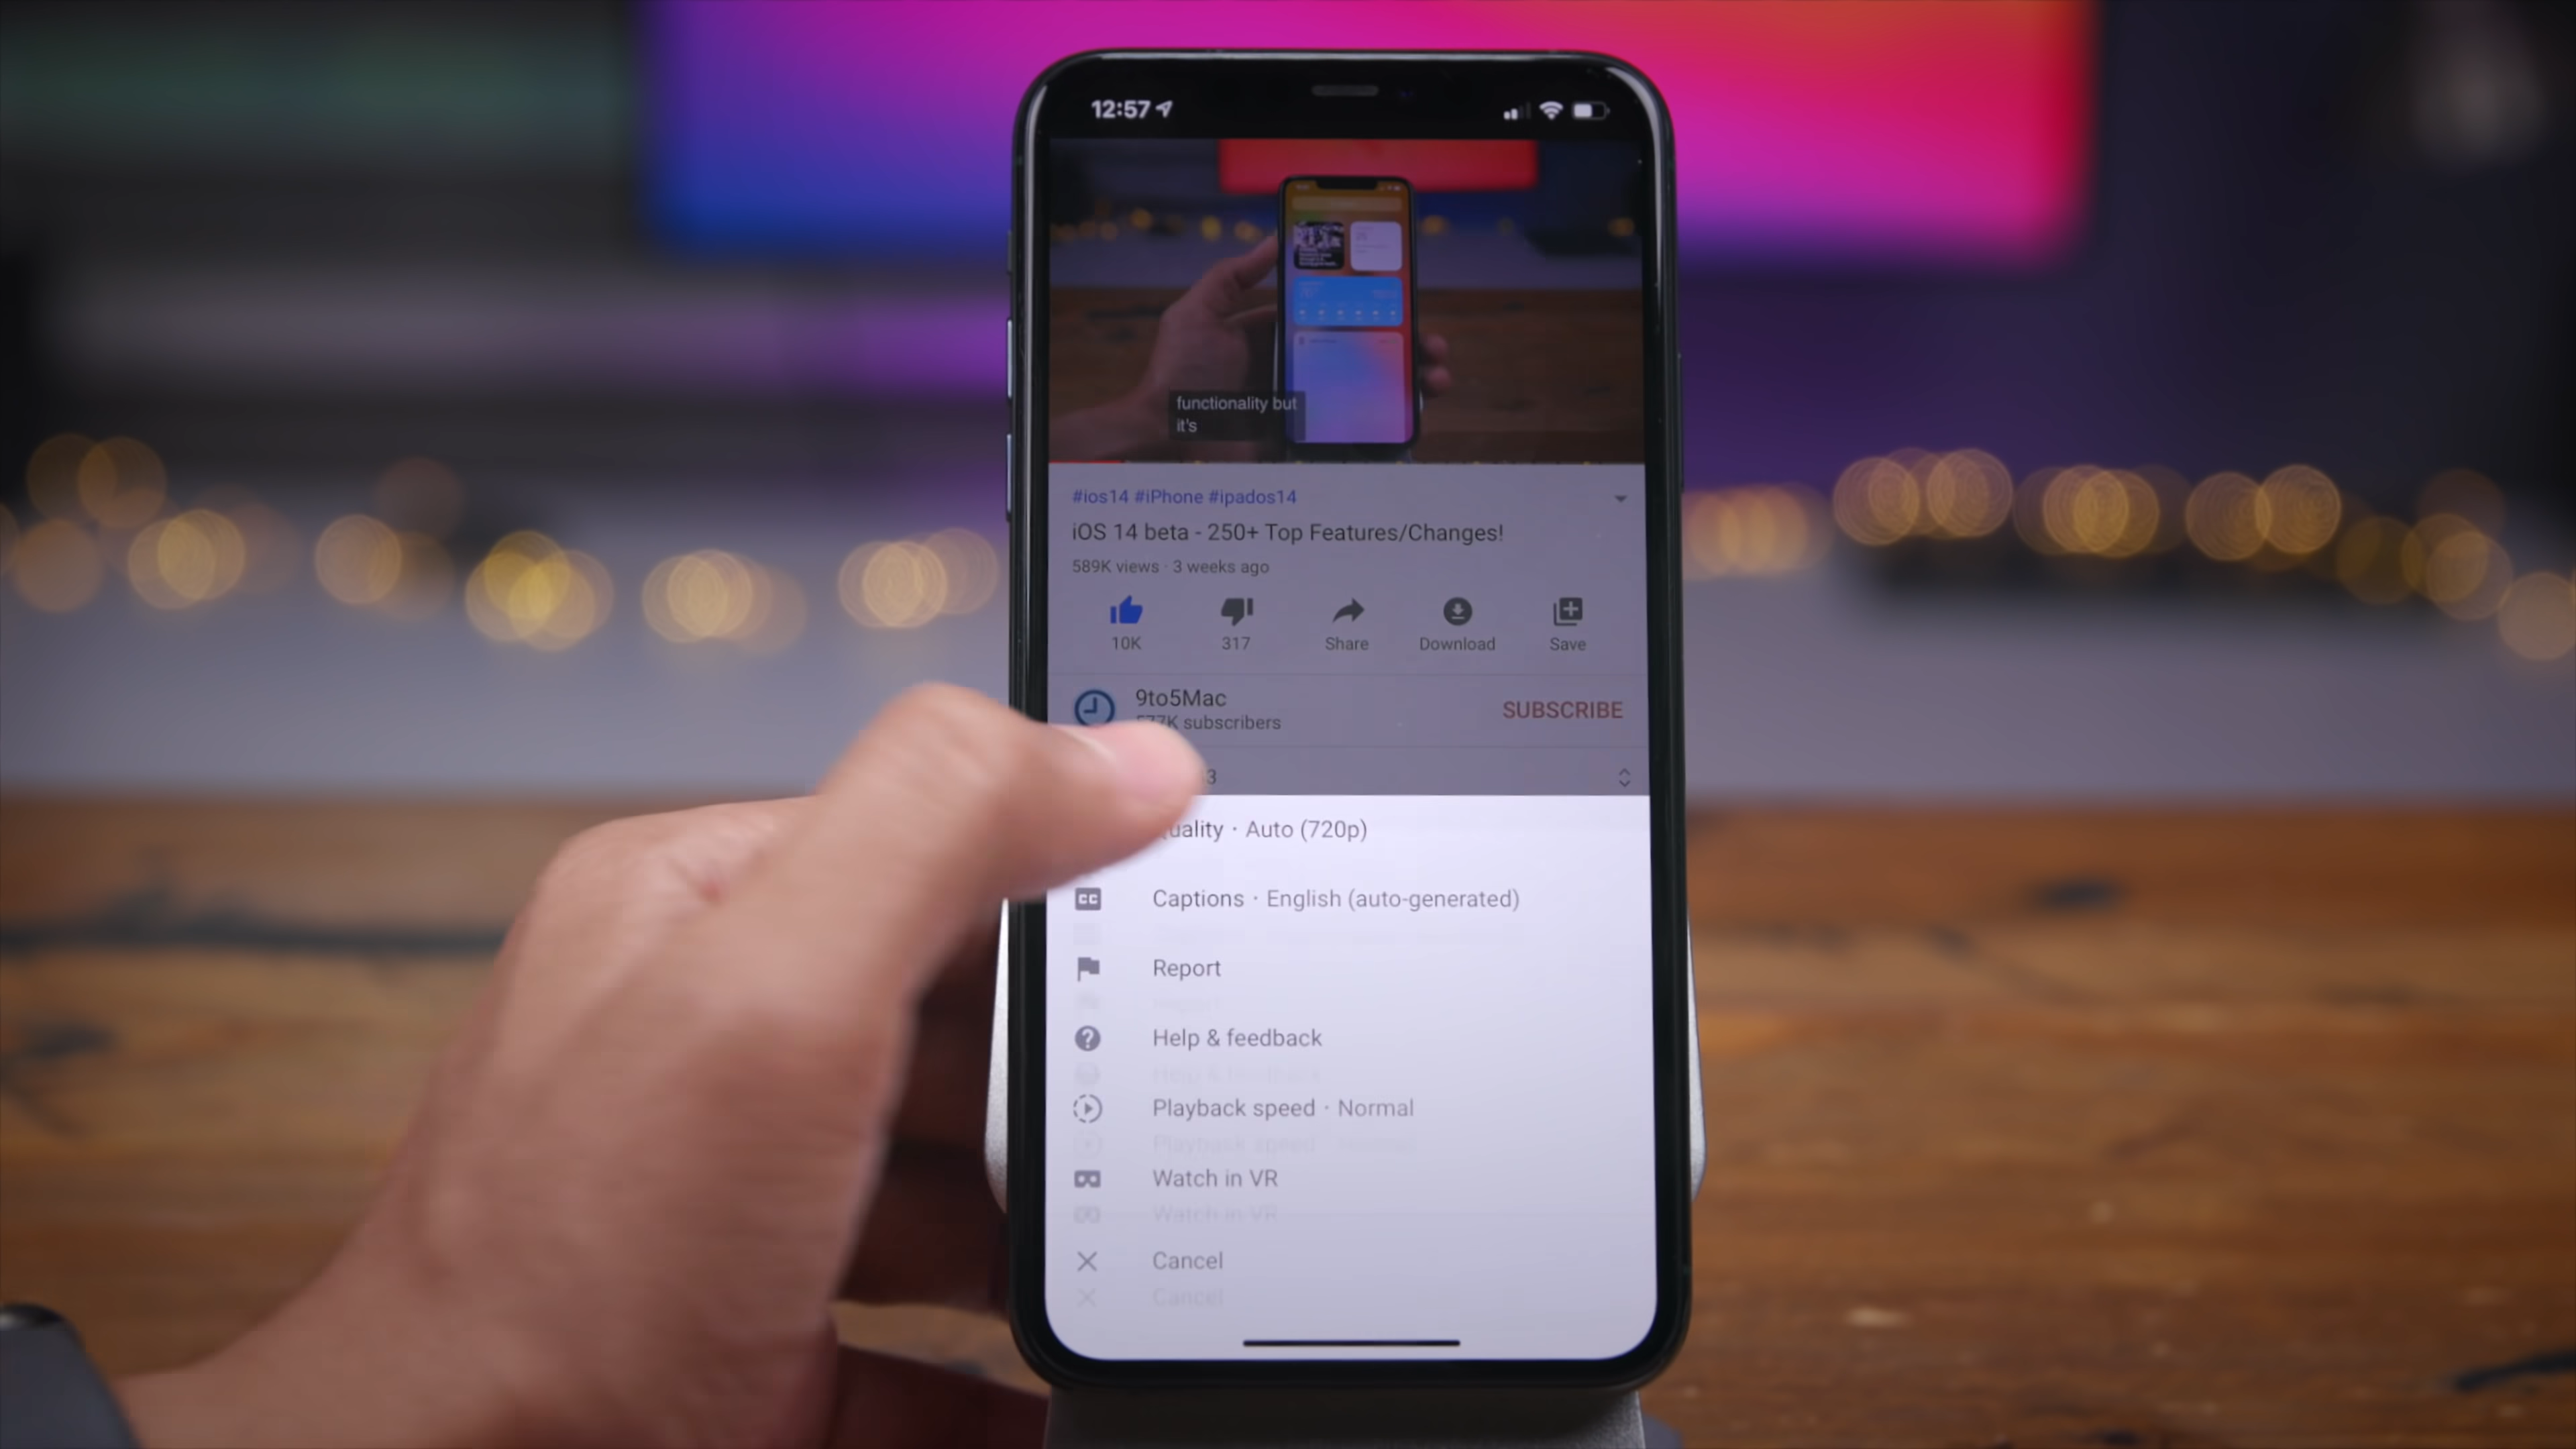 12:57
functionality but
it's
#ios14 #iPhone #ipados14
iOS 14 beta - 250+ Top Features/Changes!
589K views · 3 weeks ago
10K
317
Share
Download
Save
9to5Mac
subscribers
SUBSCRIBE
3
Auto (720p)
CC
Captions · English (auto-generated)
Report
Help & feedback
Playback speed · Normal
Watch in VR
Cancel